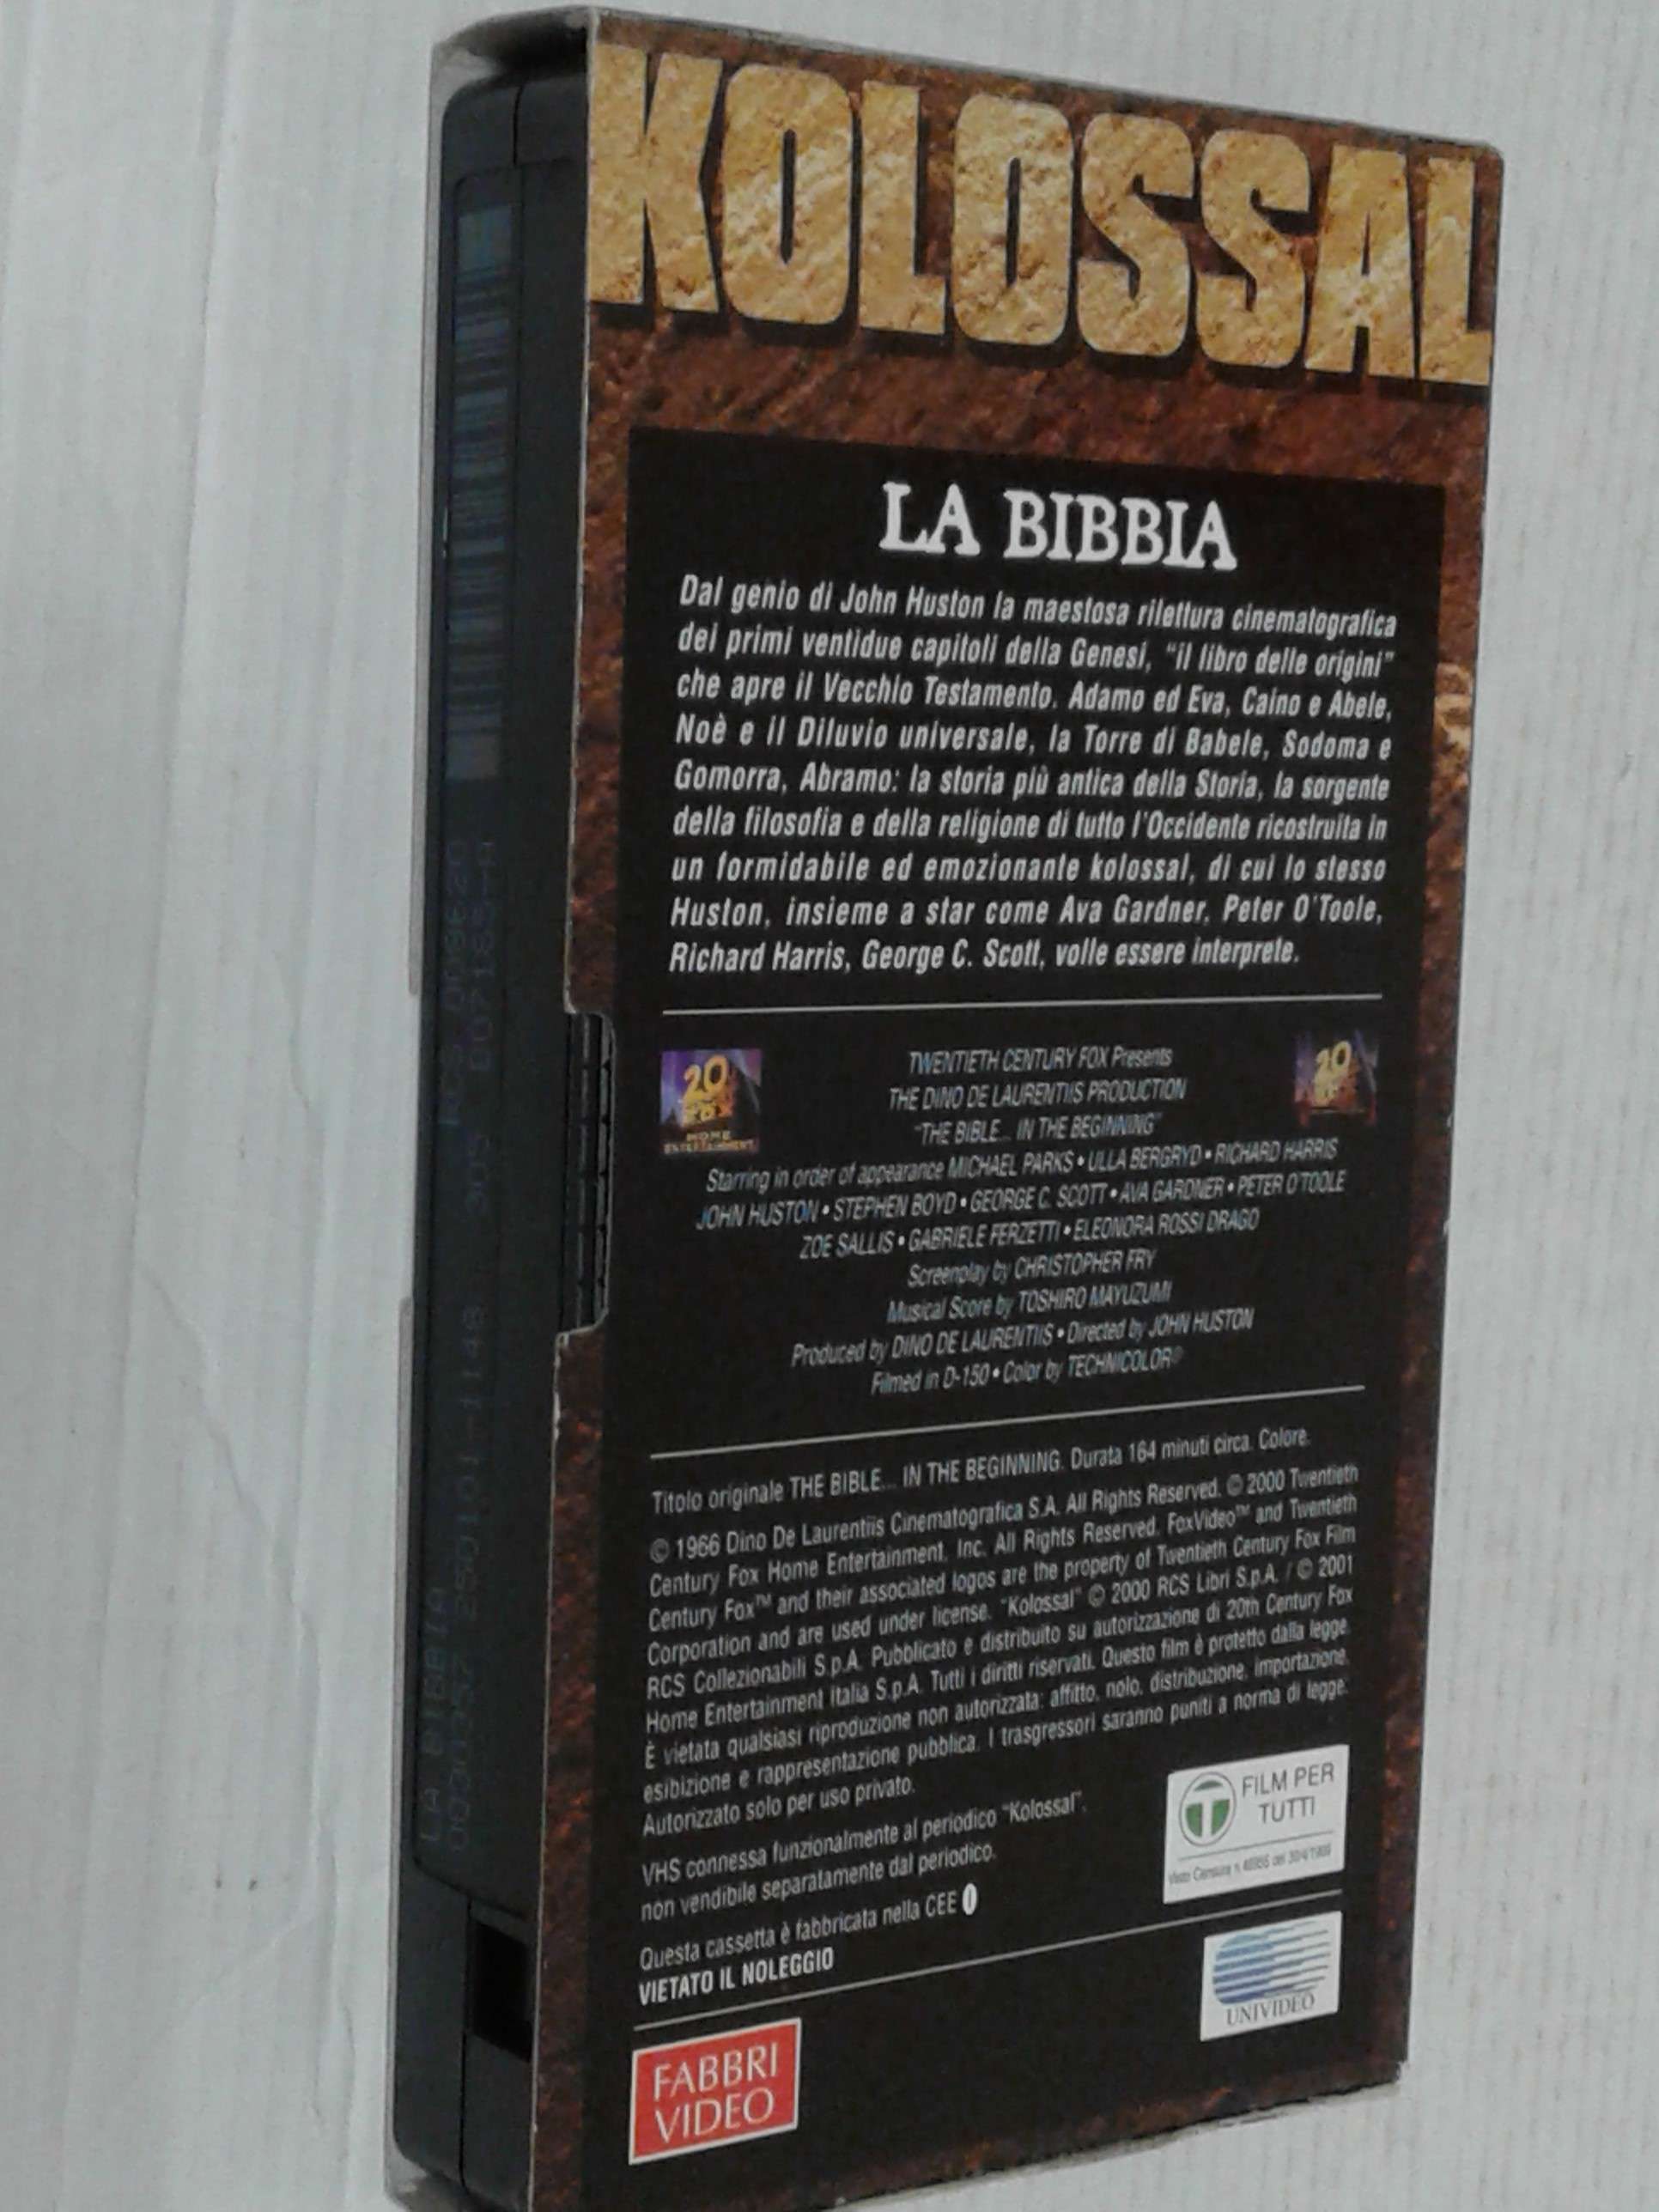 KOLOSSAL
LA BIBBIA
Dal genio di John Huston la maestosa rilettura cinematografica
dei primi ventidue capitoli della Genesi, "il libro delle origini"
che apre il Vecchio Testamento. Adamo ed Eva, Caino e Abele,
Noè e il Diluvio universale, la Torre di Babele, Sodoma e
Gomorra, Abramo: la storia più antica della Storia, la sorgente
della filosofia e della religione di tutto l'Occidente ricostruita in
un formidabile ed emozionante kolossal, di cui lo stesso
Huston, insieme a star come Ava Gardner, Peter O'Toole,
Richard Harris, George C. Scott, volle essere interprete.
TWENTIETH CENTURY FOX Presents
THE DINO DE LAURENTIIS PRODUCTION
"THE BIBLE... IN THE BEGINNING"
Starring in order of appearance MICHAEL PARKS • ULLA BERGRYD • RICHARD HARRIS
JOHN HUSTON • STEPHEN BOYD • GEORGE C. SCOTT • AVA GARDNER • PETER O'TOOLE
ZOE SALLIS • GABRIELE FERZETTI • ELEONORA ROSSI DRAGO
Screenplay by CHRISTOPHER FRY
Musical Score by TOSHIRO MAYUZUMI
Produced by DINO DE LAURENTIIS • Directed by JOHN HUSTON
Filmed in D-150 • Color by TECHNICOLOR®
20
FOX
HOME
ENTERTAINMENT
20
Titolo originale THE BIBLE... IN THE BEGINNING. Durata 164 minuti circa. Colore.
© 1966 Dino De Laurentiis Cinematografica S.A. All Rights Reserved. © 2000 Twentieth
Century Fox Home Entertainment, Inc. All Rights Reserved. FoxVideo™ and Twentieth
Century Fox™ and their associated logos are the property of Twentieth Century Fox Film
Corporation and are used under license. "Kolossal" © 2000 RCS Libri S.p.A. / © 2001
RCS Collezionabili S.p.A. Pubblicato e distribuito su autorizzazione di 20th Century Fox
Home Entertainment Italia S.p.A. Tutti i diritti riservati. Questo film è protetto dalla legge.
È vietata qualsiasi riproduzione non autorizzata: affitto, nolo, distribuzione, importazione,
esibizione e rappresentazione pubblica. I trasgressori saranno puniti a norma di legge.
Autorizzato solo per uso privato.
VHS connessa funzionalmente al periodico "Kolossal",
non vendibile separatamente dal periodico.
Questa cassetta è fabbricata nella CEE
VIETATO IL NOLEGGIO
T FILM PER
TUTTI
UNIVIDEO
FABBRI
VIDEO
LA BIBBIA